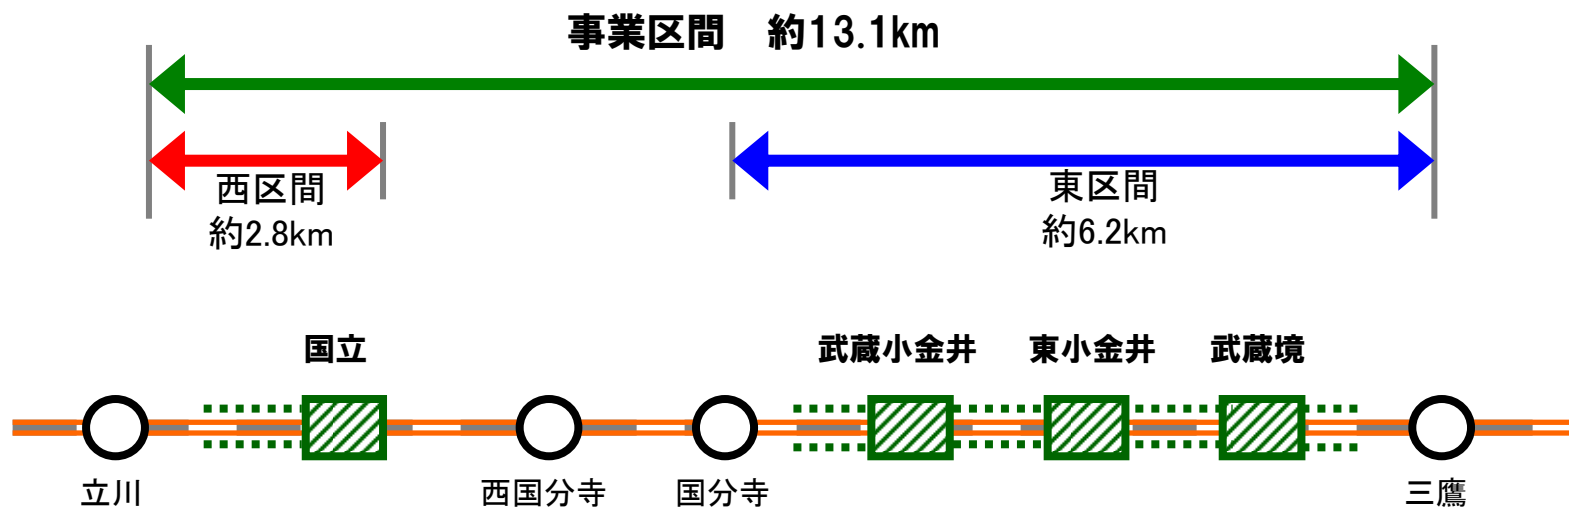 事業区間　約13.1km
西区間
約2.8km
東区間
約6.2km
国立
武蔵小金井
東小金井
武蔵境
立川
西国分寺
国分寺
三鷹